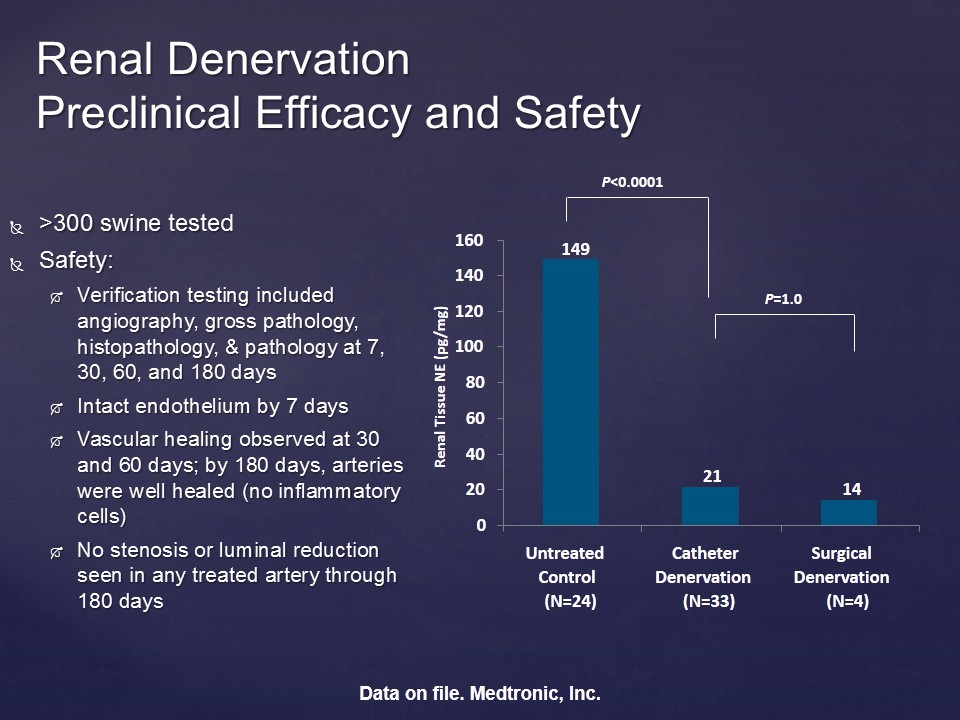 Renal Denervation
Preclinical Efficacy and Safety
>300 swine tested
Safety:
Verification testing included
angiography, gross pathology,
histopathology, & pathology at 7,
30, 60, and 180 days
Intact endothelium by 7 days
Vascular healing observed at 30
and 60 days; by 180 days, arteries
were well healed (no inflammatory
cells)
No stenosis or luminal reduction
seen in any treated artery through
180 days
P<0.0001
P=1.0
Renal Tissue NE (pg/mg)
160
140
120
100
80
60
40
20
0
149
21
14
Untreated
Control
(N=24)
Catheter
Denervation
(N=33)
Surgical
Denervation
(N=4)
Data on file. Medtronic, Inc.